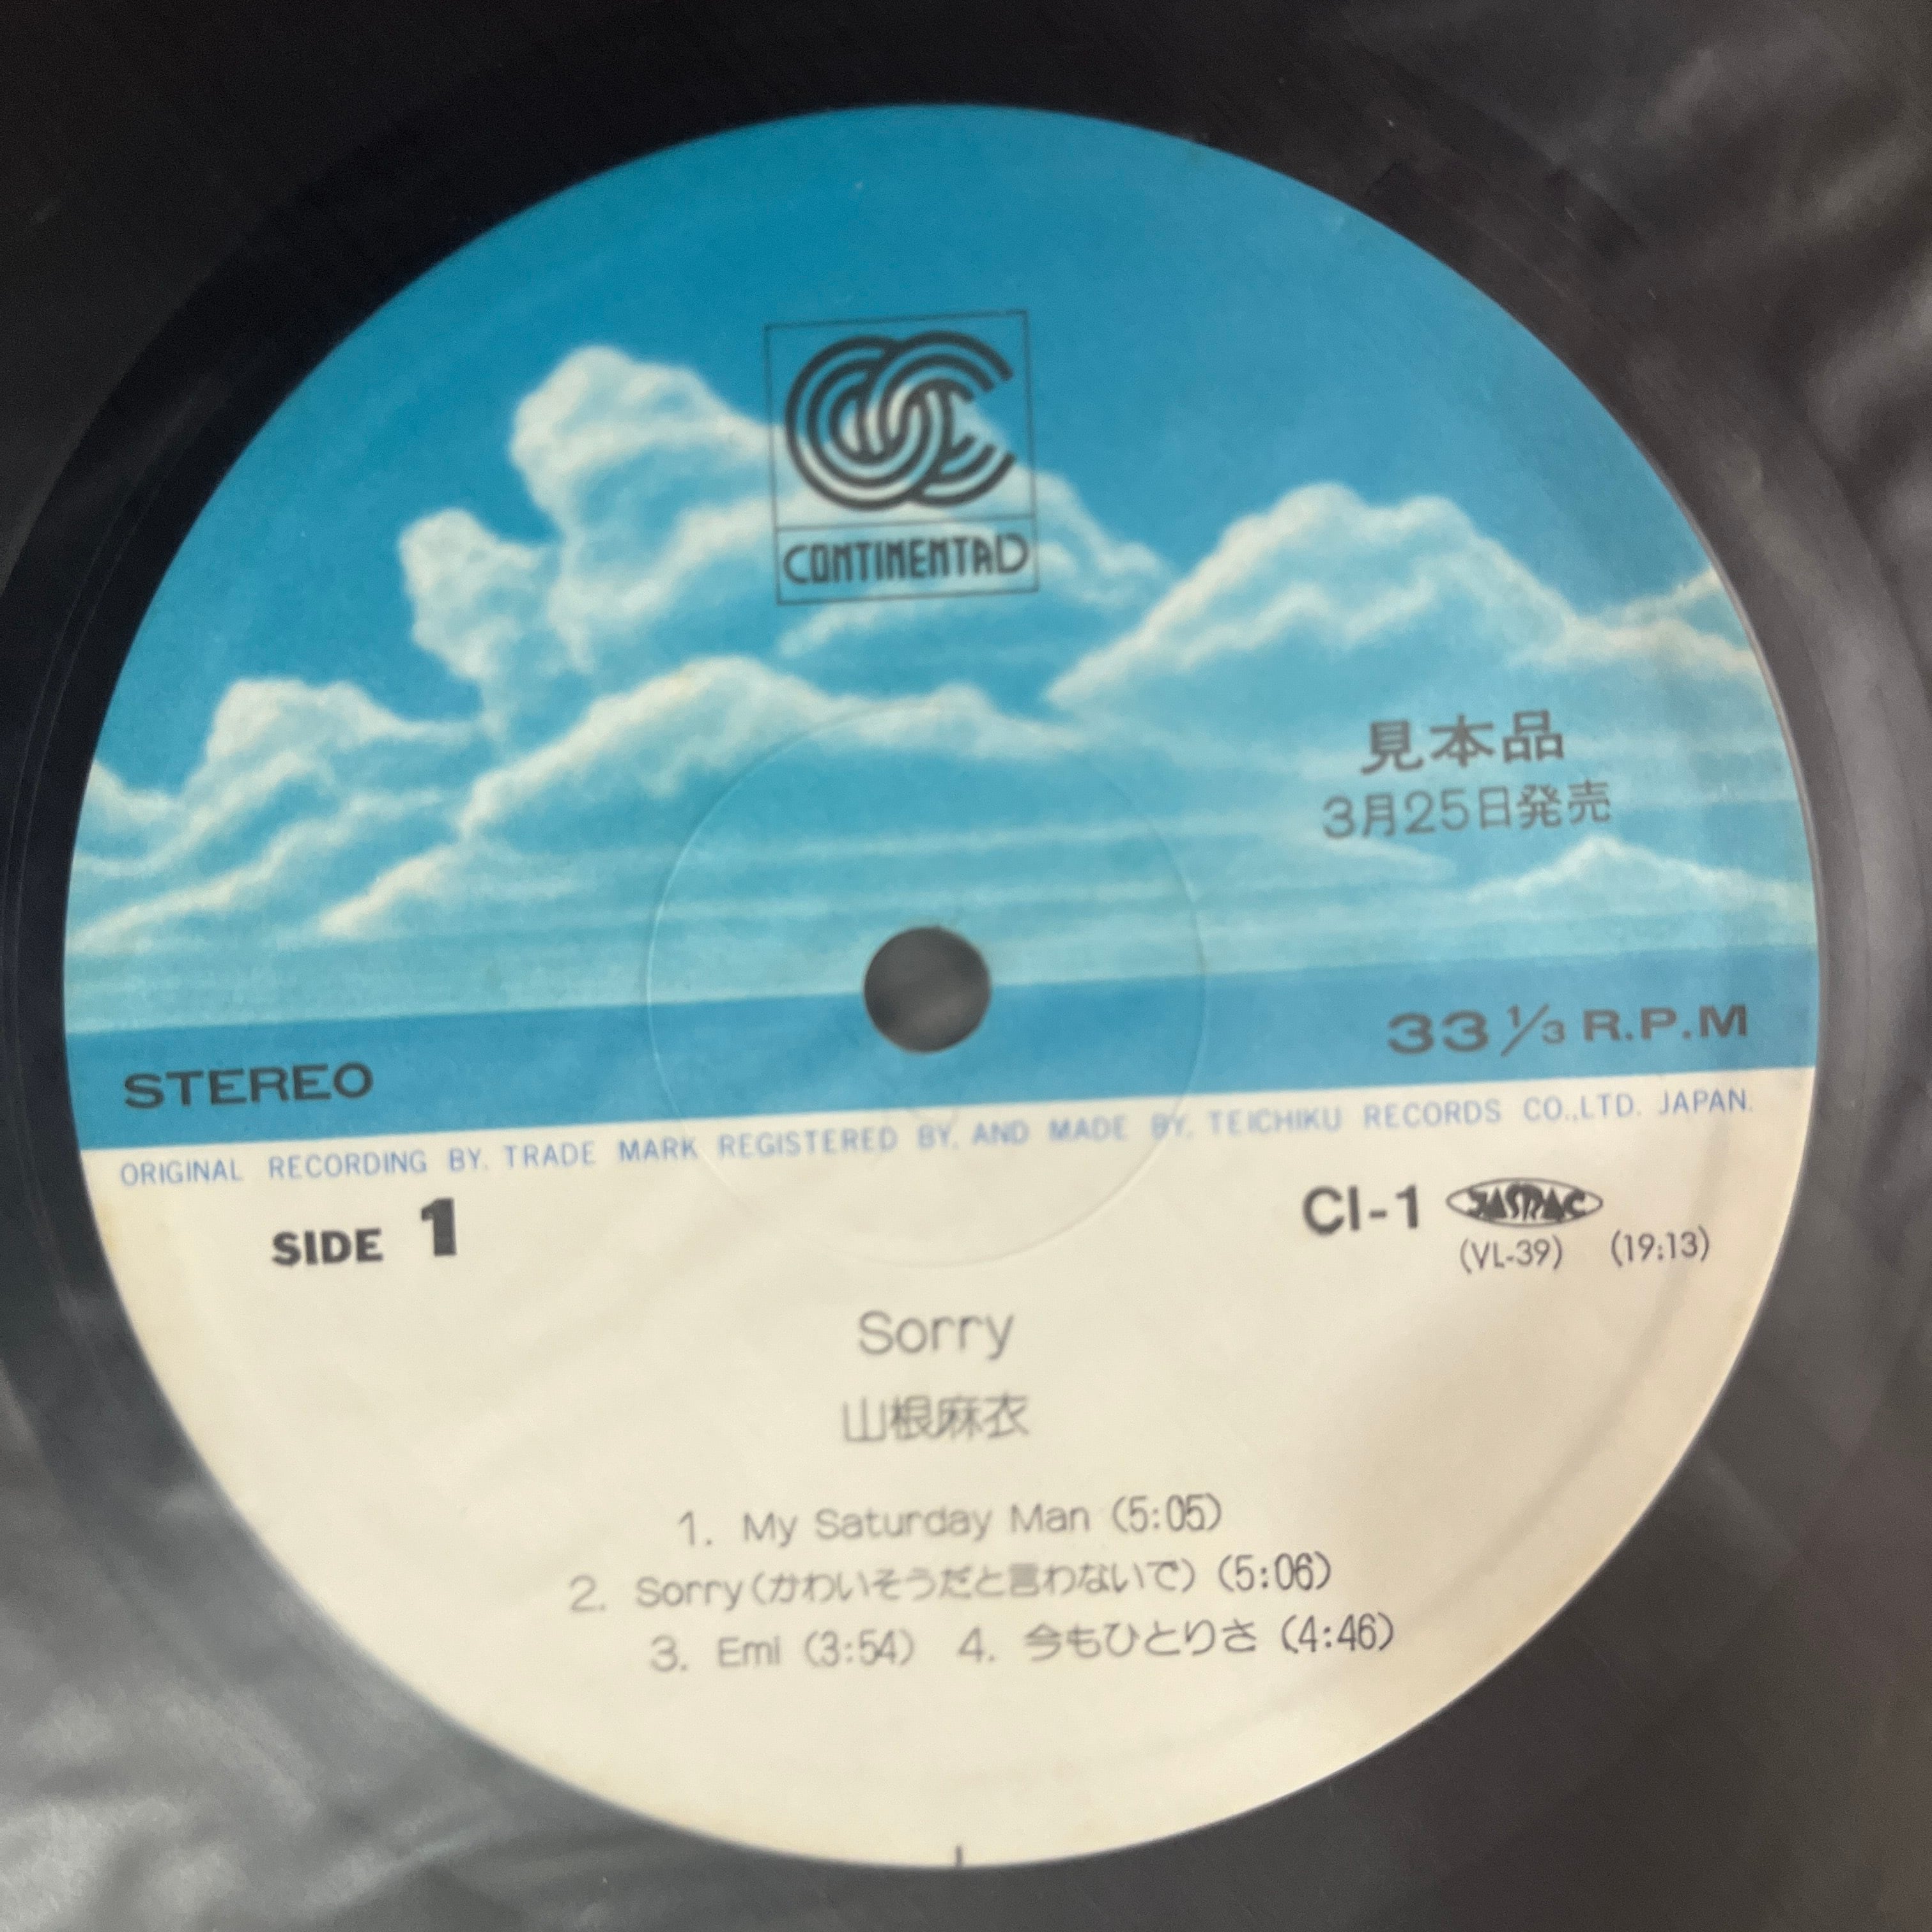 CONTINENTAL
見本品
3月25日発売
STEREO
33 1/3 R.P.M
ORIGINAL RECORDING BY. TRADE MARK REGISTERED BY. AND MADE BY. TEICHIKU RECORDS CO.,LTD. JAPAN.
SIDE 1
CI-1 JASRAC
(VL-39) (19:13)
Sorry
山根麻衣
1. My Saturday Man (5:05)
2. Sorry(かわいそうだと言わないで) (5:06)
3. Emi (3:54) 4. 今もひとりさ (4:46)